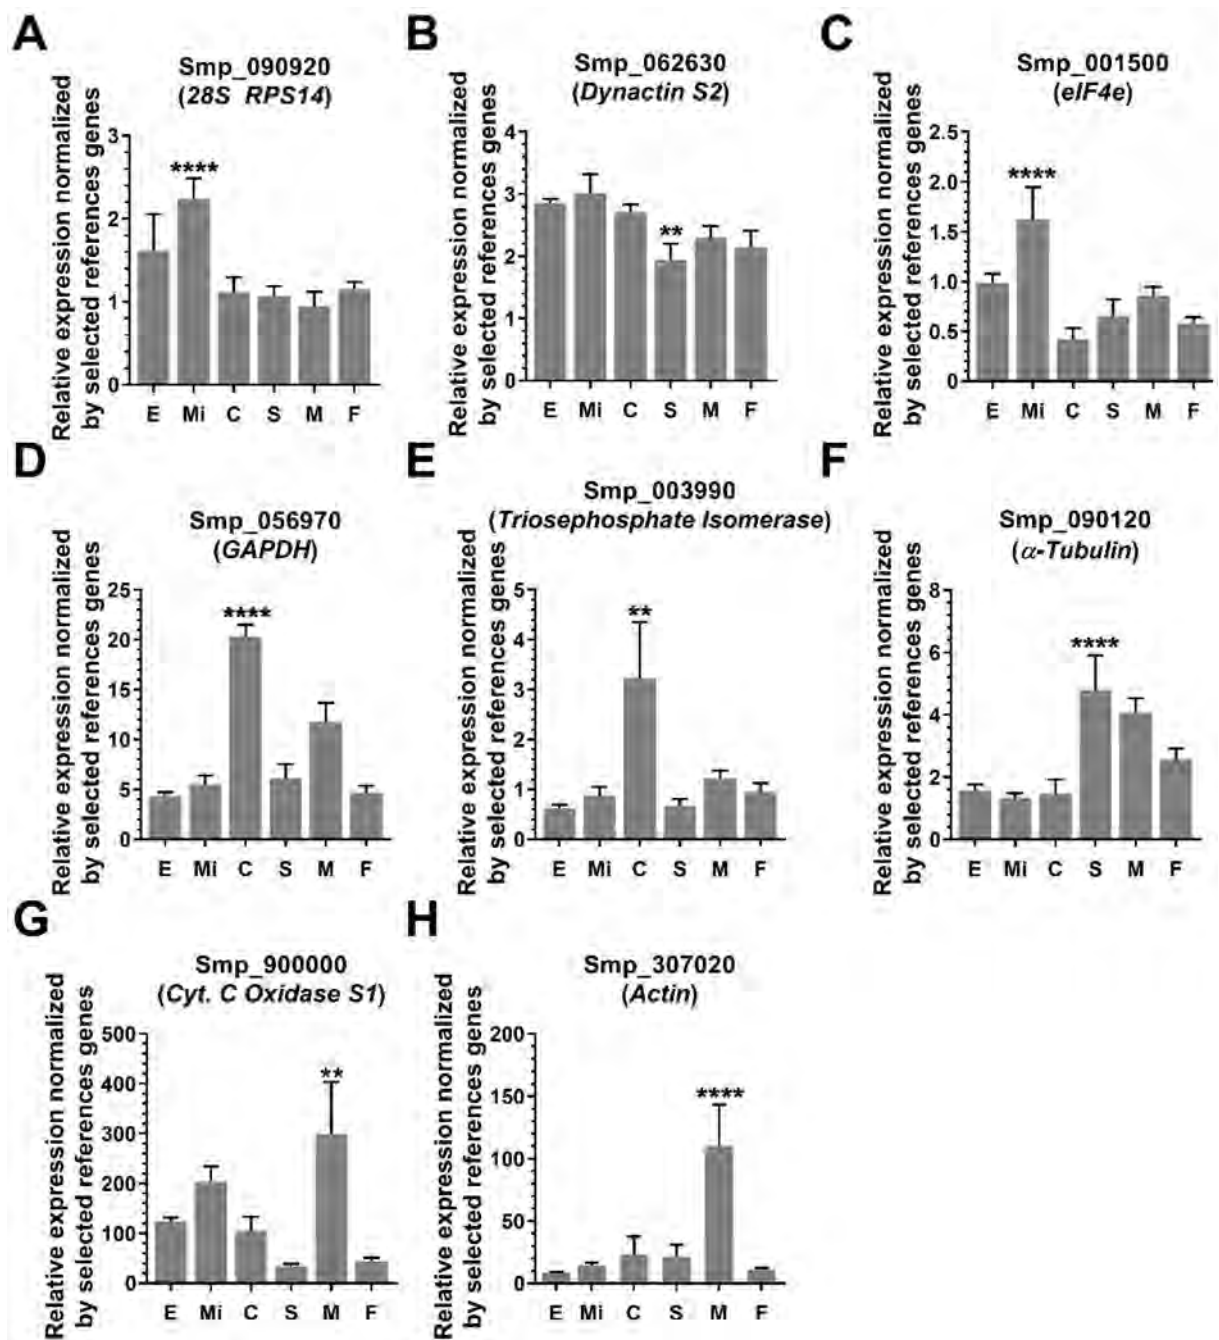 A
Smp_090920
(28S RPS14)
Relative expression normalized
by selected references genes
3
2
1
0
****
E Mi C S M F
B
Smp_062630
(Dynactin S2)
Relative expression normalized
by selected references genes
4
3
2
1
0
**
E Mi C S M F
C
Smp_001500
(eIF4e)
Relative expression normalized
by selected references genes
2.5
2.0
1.5
1.0
0.5
0
****
E Mi C S M F
D
Smp_056970
(GAPDH)
Relative expression normalized
by selected references genes
25
20
15
10
5
0
****
E Mi C S M F
E
Smp_003990
(Triosephosphate Isomerase)
Relative expression normalized
by selected references genes
5
4
3
2
1
0
**
E Mi C S M F
F
Smp_090120
(α-Tubulin)
Relative expression normalized
by selected references genes
8
6
4
2
0
****
E Mi C S M F
G
Smp_900000
(Cyt. C Oxidase S1)
Relative expression normalized
by selected references genes
500
400
300
200
100
0
**
E Mi C S M F
H
Smp_307020
(Actin)
Relative expression normalized
by selected references genes
200
150
100
50
0
****
E Mi C S M F